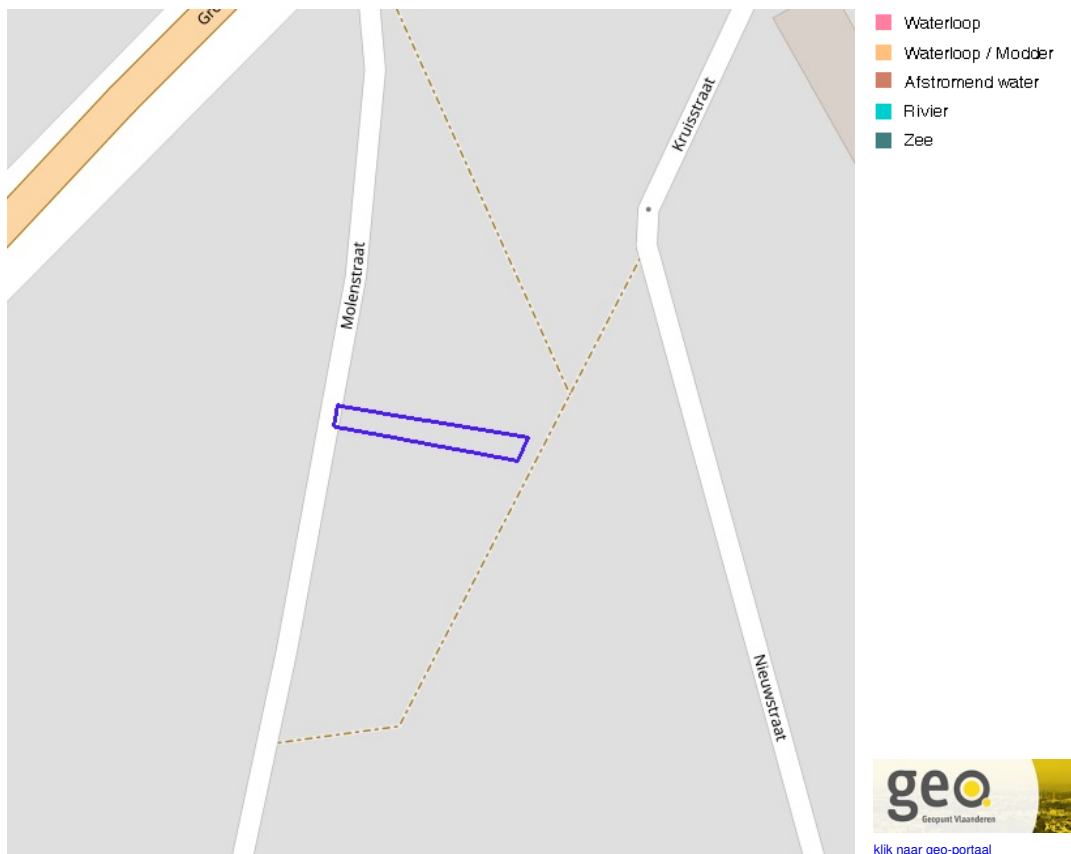 Molenstraat
Kruisstraat
Nieuwstraat
Waterloop
Waterloop / Modder
Afstromend water
Rivier
Zee
geo.
Geopunt Vlaanderen
klik naar geo-portaal